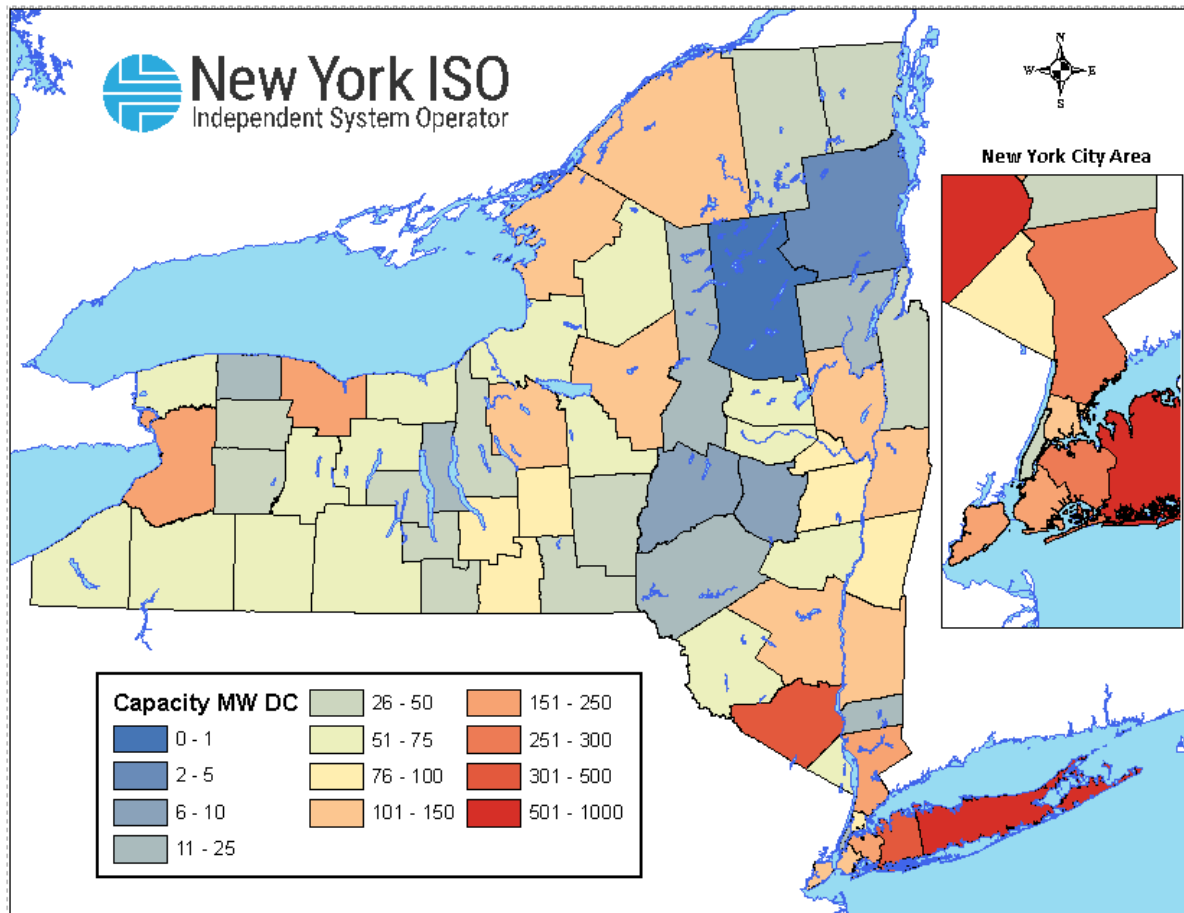 New York ISO
Independent System Operator
N
W E
S
New York City Area
Capacity MW DC
0 - 1
2 - 5
6 - 10
11 - 25
26 - 50
51 - 75
76 - 100
101 - 150
151 - 250
251 - 300
301 - 500
501 - 1000